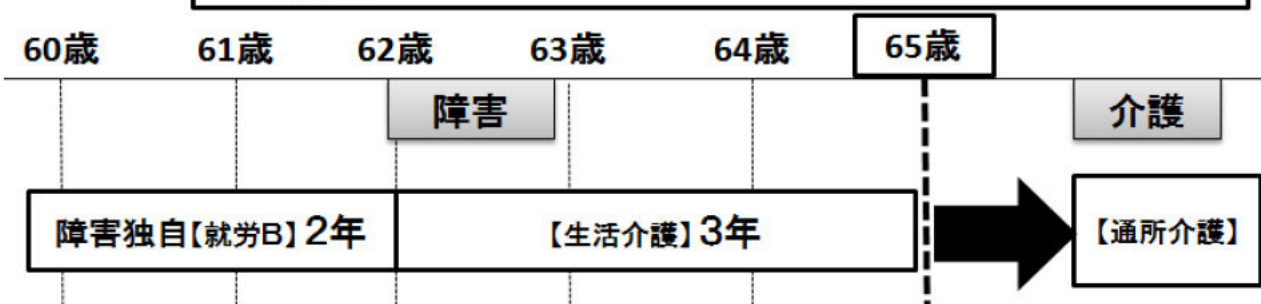 60歳 61歳 62歳 63歳 64歳 65歳
障害 介護
障害独自【就労B】2年 【生活介護】3年 【通所介護】